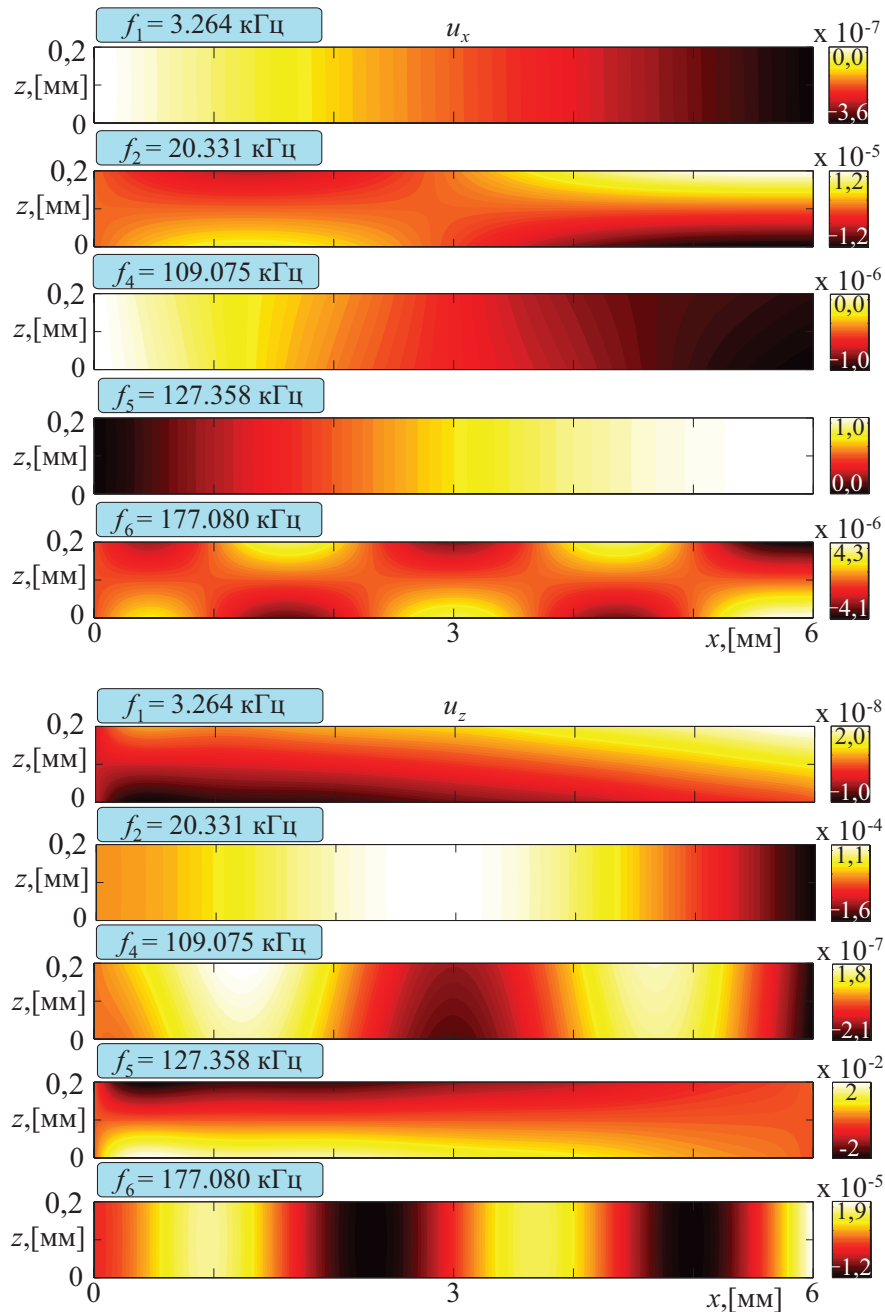 f₁ = 3.264 кГц
uₓ
x 10⁻⁷
0,2
z,[мм]
0
0,0
−3,6
f₂ = 20.331 кГц
x 10⁻⁵
0,2
z,[мм]
0
1,2
−1,2
f₄ = 109.075 кГц
x 10⁻⁶
0,2
z,[мм]
0
0,0
−1,0
f₅ = 127.358 кГц
0,2
z,[мм]
0
1,0
0,0
f₆ = 177.080 кГц
x 10⁻⁶
0,2
z,[мм]
0
4,3
−4,1
0 3 x,[мм] 6
f₁ = 3.264 кГц
u_z
x 10⁻⁸
0,2
z,[мм]
0
2,0
−1,0
f₂ = 20.331 кГц
x 10⁻⁴
0,2
z,[мм]
0
1,1
−1,6
f₄ = 109.075 кГц
x 10⁻⁷
0,2
z,[мм]
0
1,8
−2,1
f₅ = 127.358 кГц
x 10⁻²
0,2
z,[мм]
0
2
-2
f₆ = 177.080 кГц
x 10⁻⁵
0,2
z,[мм]
0
1,9
−1,2
0 3 x,[мм] 6